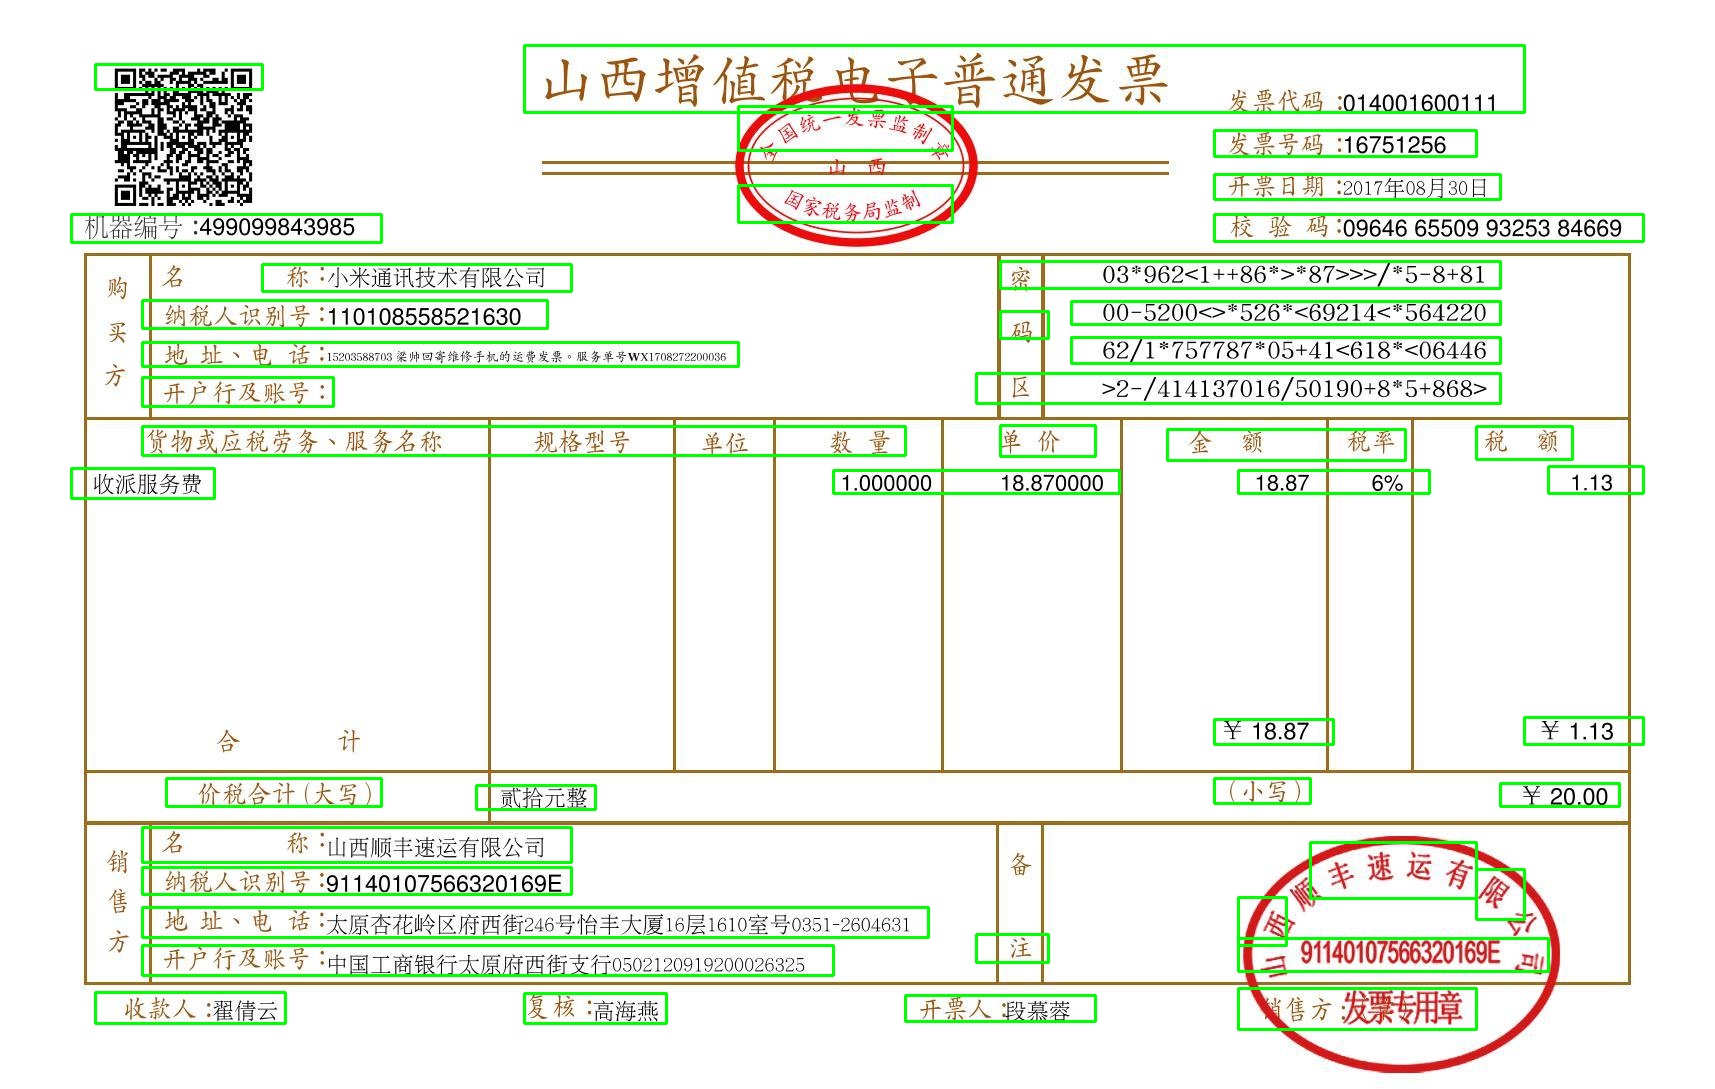 山西增值税电子普通发票
全国统一发票监制章
山 西
国家税务局监制
发票代码:014001600111
发票号码:16751256
开票日期:2017年08月30日
校 验 码:09646 65509 93253 84669
机器编号:499099843985
购买方
名 称:小米通讯技术有限公司
纳税人识别号:110108558521630
地 址、电 话:15203588703 梁帅回寄维修手机的运费发票。服务单号WX1708272200036
开户行及账号:
密码区
03*962<1++86*>*87>>>/*5-8+81
00-5200<>*526*<69214<*564220
62/1*757787*05+41<618*<06446
>2-/414137016/50190+8*5+868>
货物或应税劳务、服务名称 规格型号 单位 数 量 单 价 金 额 税率 税 额
收派服务费 1.000000 18.870000 18.87 6% 1.13
合 计 ¥ 18.87 ¥ 1.13
价税合计(大写) 贰拾元整 (小写) ¥ 20.00
销售方
名 称:山西顺丰速运有限公司
纳税人识别号:91140107566320169E
地 址、电 话:太原杏花岭区府西街246号怡丰大厦16层1610室号0351-2604631
开户行及账号:中国工商银行太原府西街支行0502120919200026325
备注
山西顺丰速运有限公司
91140107566320169E
发票专用章
收款人:翟倩云 复核:高海燕 开票人:段慕蓉 销售方: